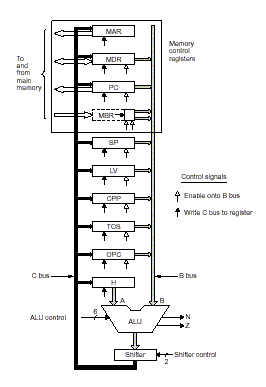 MAR
MDR
PC
MBR
SP
LV
CPP
TOS
OPC
H
To
and
from
main
memory
Memory
control
registers
Control signals
Enable onto B bus
Write C bus to register
C bus
B bus
A
B
ALU control
6
ALU
N
Z
Shifter
Shifter control
2